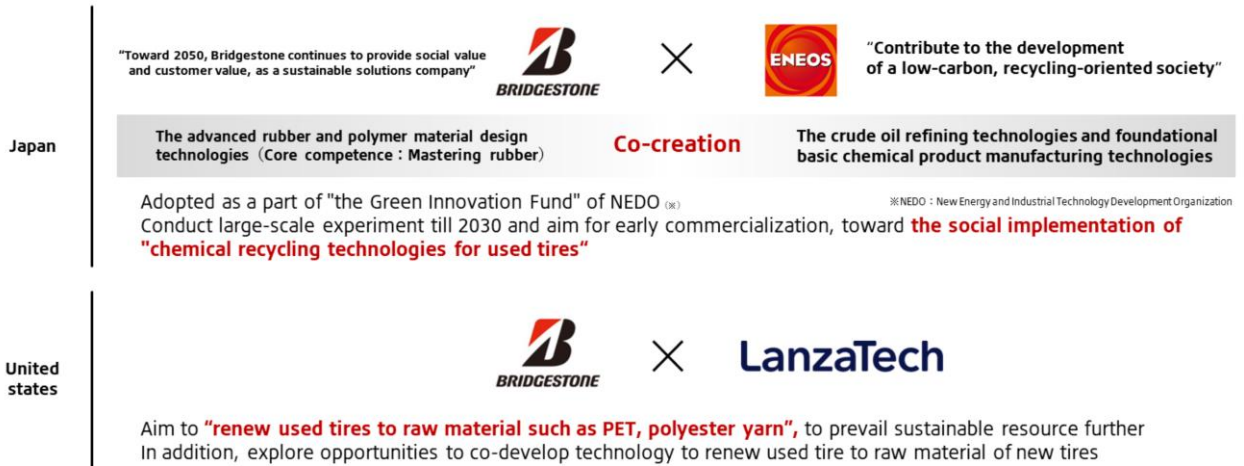 "Toward 2050, Bridgestone continues to provide social value
and customer value, as a sustainable solutions company"
BRIDGESTONE
×
ENEOS
"Contribute to the development
of a low-carbon, recycling-oriented society"
Japan
The advanced rubber and polymer material design
technologies（Core competence：Mastering rubber）
Co-creation
The crude oil refining technologies and foundational
basic chemical product manufacturing technologies
Adopted as a part of "the Green Innovation Fund" of NEDO (※)
※NEDO：New Energy and Industrial Technology Development Organization
Conduct large-scale experiment till 2030 and aim for early commercialization, toward the social implementation of
"chemical recycling technologies for used tires"
United
states
BRIDGESTONE
×
LanzaTech
Aim to "renew used tires to raw material such as PET, polyester yarn", to prevail sustainable resource further
In addition, explore opportunities to co-develop technology to renew used tire to raw material of new tires